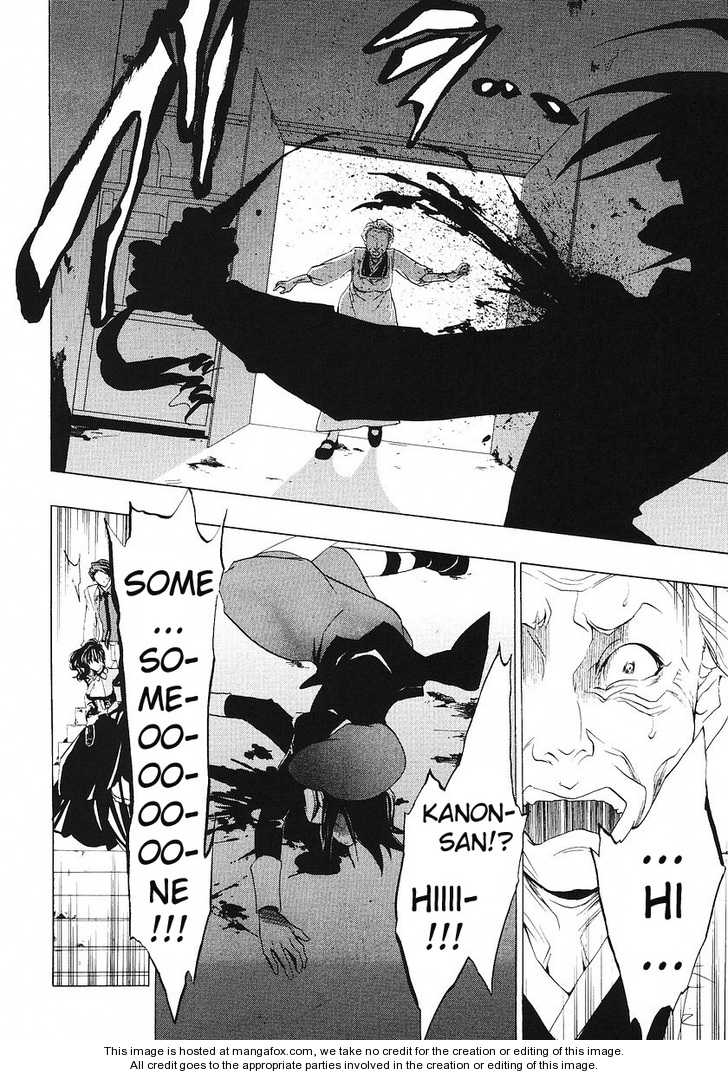 ...
HI
...
KANON-
SAN!?
HIIII-
!!!
SOME
...
SO-
ME-
OO-
OO-
OO-
OO-
NE
!!!
This image is hosted at mangafox.com, we take no credit for the creation or editing of this image.
All credit goes to the appropriate parties involved in the creation or editing of this image.